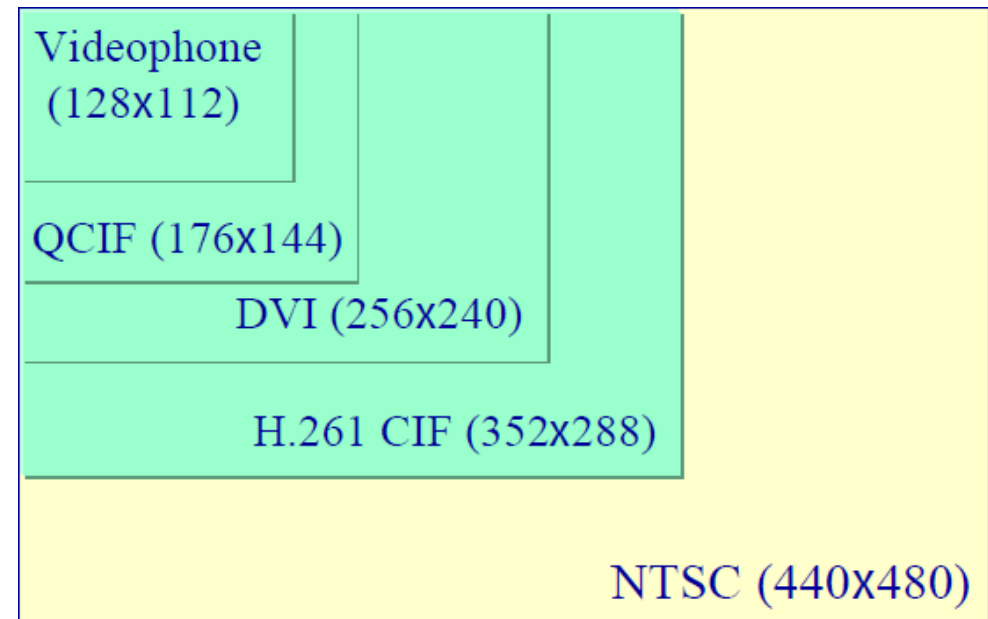 Videophone
(128x112)
QCIF (176x144)
DVI (256x240)
H.261 CIF (352x288)
NTSC (440x480)